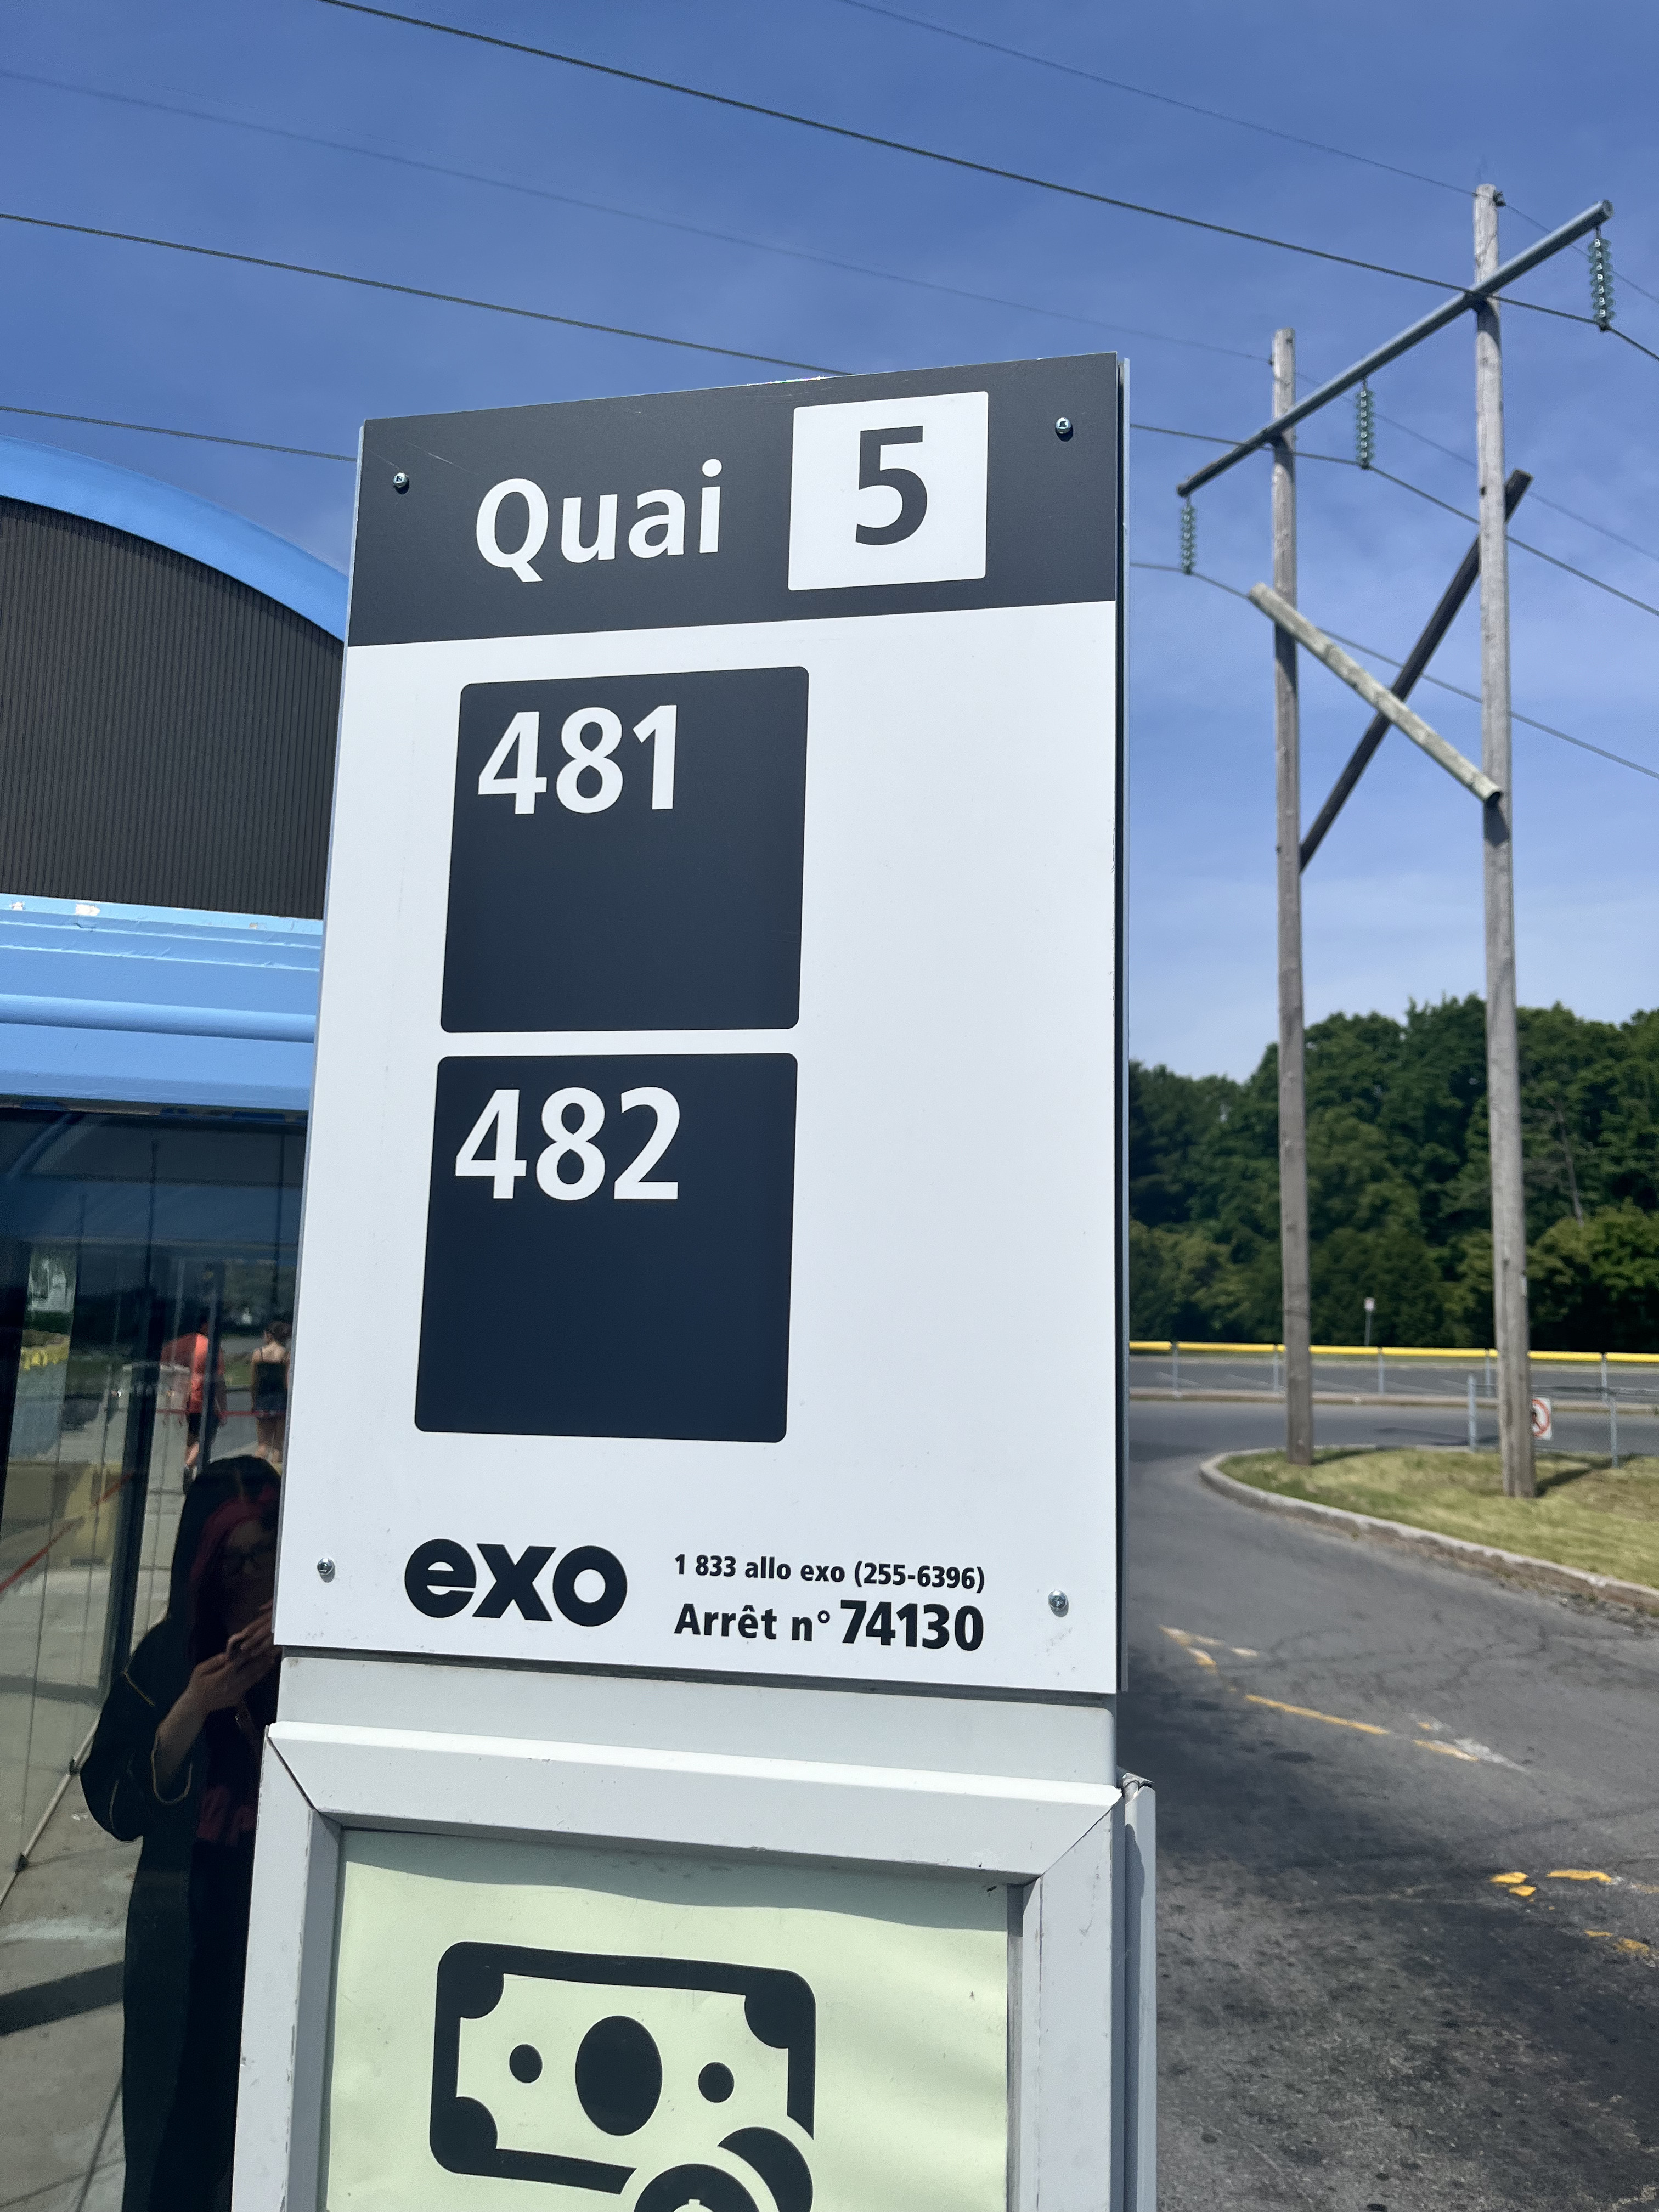 Quai 5
481
482
exo
1 833 allo exo (255-6396)
Arrêt n° 74130